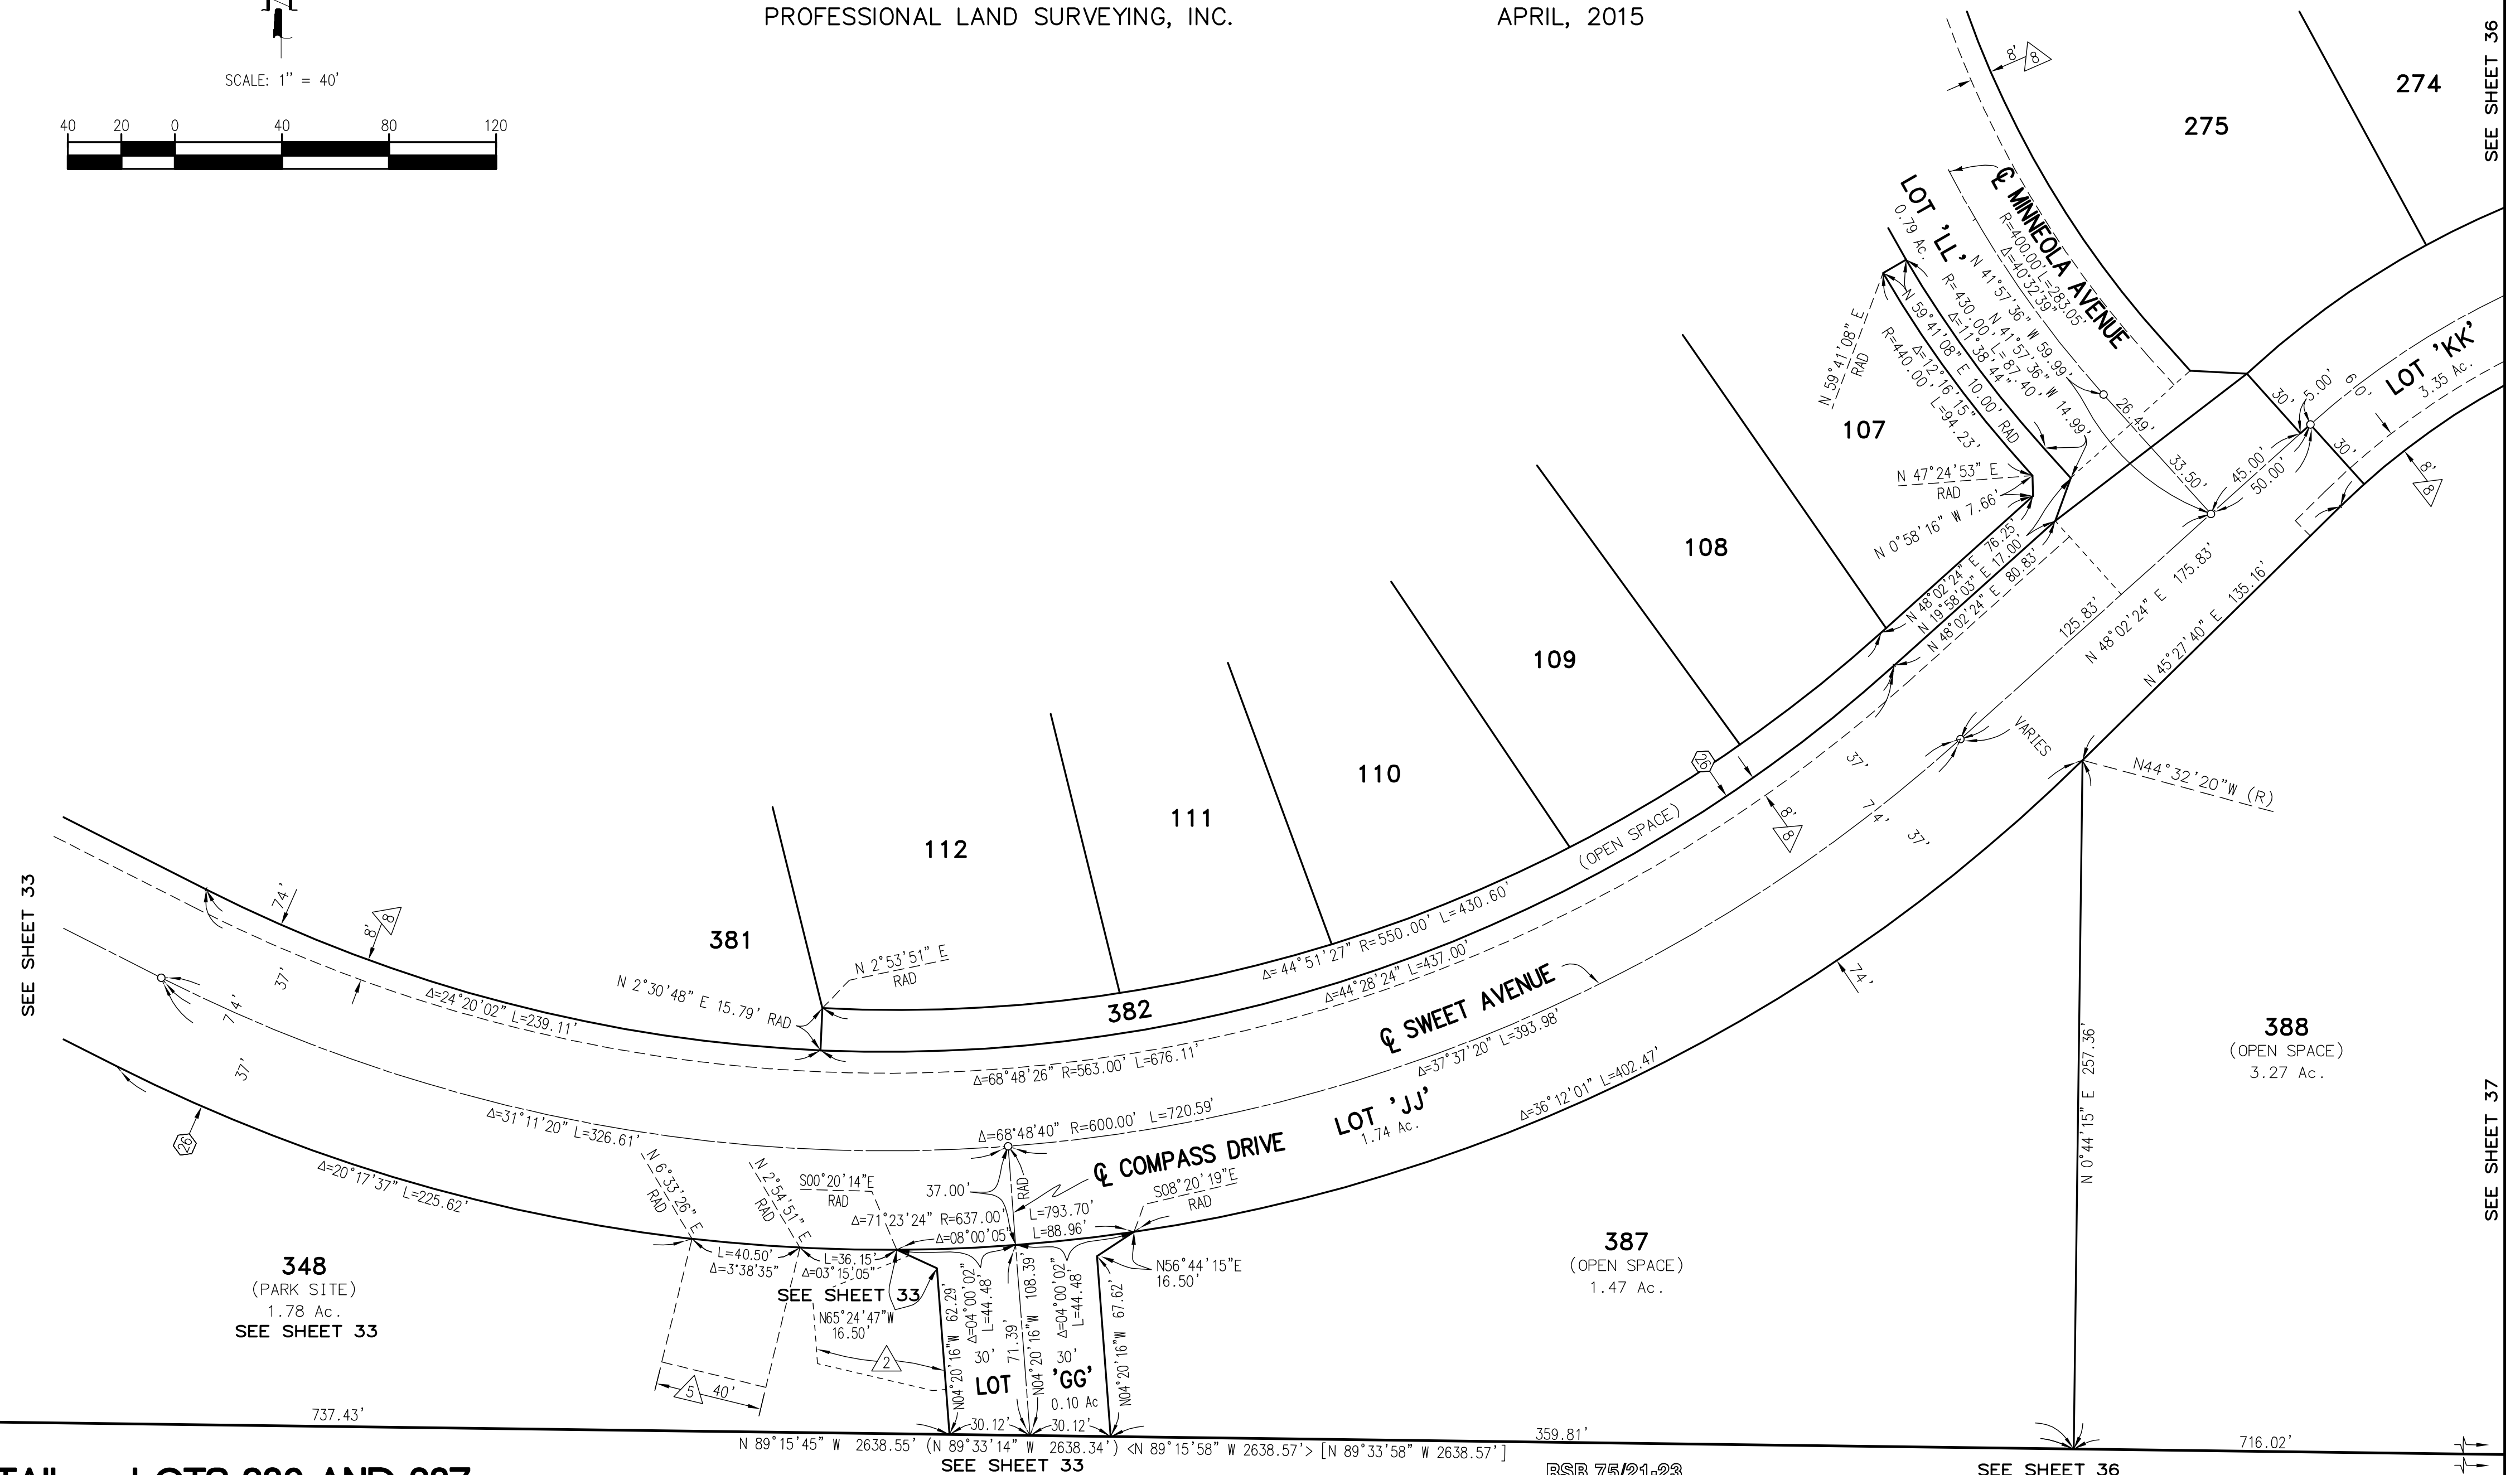 PROFESSIONAL LAND SURVEYING, INC.
APRIL, 2015
SCALE: 1" = 40'
40 20 0 40 80 120
SEE SHEET 36
274
275
8'
8
℄ MINNEOLA AVENUE
R=400.00' L=283.05'
Δ=40°32'39"
LOT 'LL'
0.79 Ac.
N 41°57'36" W 59.99'
N 41°57'36" W 14.99'
R=430.00' L=87.40'
Δ=11°38'44"
N 59°41'08" E 10.00' RAD
Δ=12°16'15"
R=440.00' L=94.23'
N 59°41'08" E
RAD
107
N 47°24'53" E
RAD
N 0°58'16" W 7.66'
26.49'
33.50'
30'
5.00'
60'
LOT 'KK'
3.35 Ac.
30'
45.00'
50.00'
8'
8
N 48°02'24" E 76.25'
N 19°58'03" E 17.00'
N 48°02'24" E 80.83'
125.83'
N 48°02'24" E 175.83'
N 45°27'40" E 135.16'
108
109
110
111
112
381
VARIES
N44°32'20"W (R)
26
37'
8'
8
74'
37'
(OPEN SPACE)
SEE SHEET 33
74'
8'
8
37'
74'
37'
Δ=24°20'02" L=239.11'
N 2°30'48" E 15.79' RAD
N 2°53'51" E
RAD
382
Δ=44°51'27" R=550.00' L=430.60'
Δ=44°28'24" L=437.00'
Δ=68°48'26" R=563.00' L=676.11'
℄ SWEET AVENUE
Δ=37°37'20" L=393.98'
74'
388
(OPEN SPACE)
3.27 Ac.
N 0°44'15" E 257.36'
SEE SHEET 37
26
Δ=31°11'20" L=326.61'
Δ=68°48'40" R=600.00' L=720.59'
LOT 'JJ'
1.74 Ac.
Δ=36°12'01" L=402.47'
℄ COMPASS DRIVE
Δ=20°17'37" L=225.62'
N 6°33'26" E
RAD
N 2°54'51" E
RAD
S00°20'14"E
RAD
37.00'
RAD
S08°20'19"E
RAD
Δ=71°23'24" R=637.00'
L=793.70'
Δ=08°00'05"
L=88.96'
L=40.50'
Δ=3°38'35"
L=36.15'
Δ=03°15'05"
SEE SHEET 33
N65°24'47"W
16.50'
N56°44'15"E
16.50'
348
(PARK SITE)
1.78 Ac.
SEE SHEET 33
387
(OPEN SPACE)
1.47 Ac.
N04°20'16"W 62.29'
Δ=04°00'02"
L=44.48'
71.39'
N04°20'16"W 108.39'
Δ=04°00'02"
L=44.48'
N04°20'16"W 67.62'
30'
30'
2
5
40'
LOT 'GG'
0.10 Ac
737.43'
30.12'
30.12'
359.81'
716.02'
N 89°15'45" W 2638.55' (N 89°33'14" W 2638.34') <N 89°15'58" W 2638.57'> [N 89°33'58" W 2638.57']
SEE SHEET 33
RSB 75/21-23
SEE SHEET 36